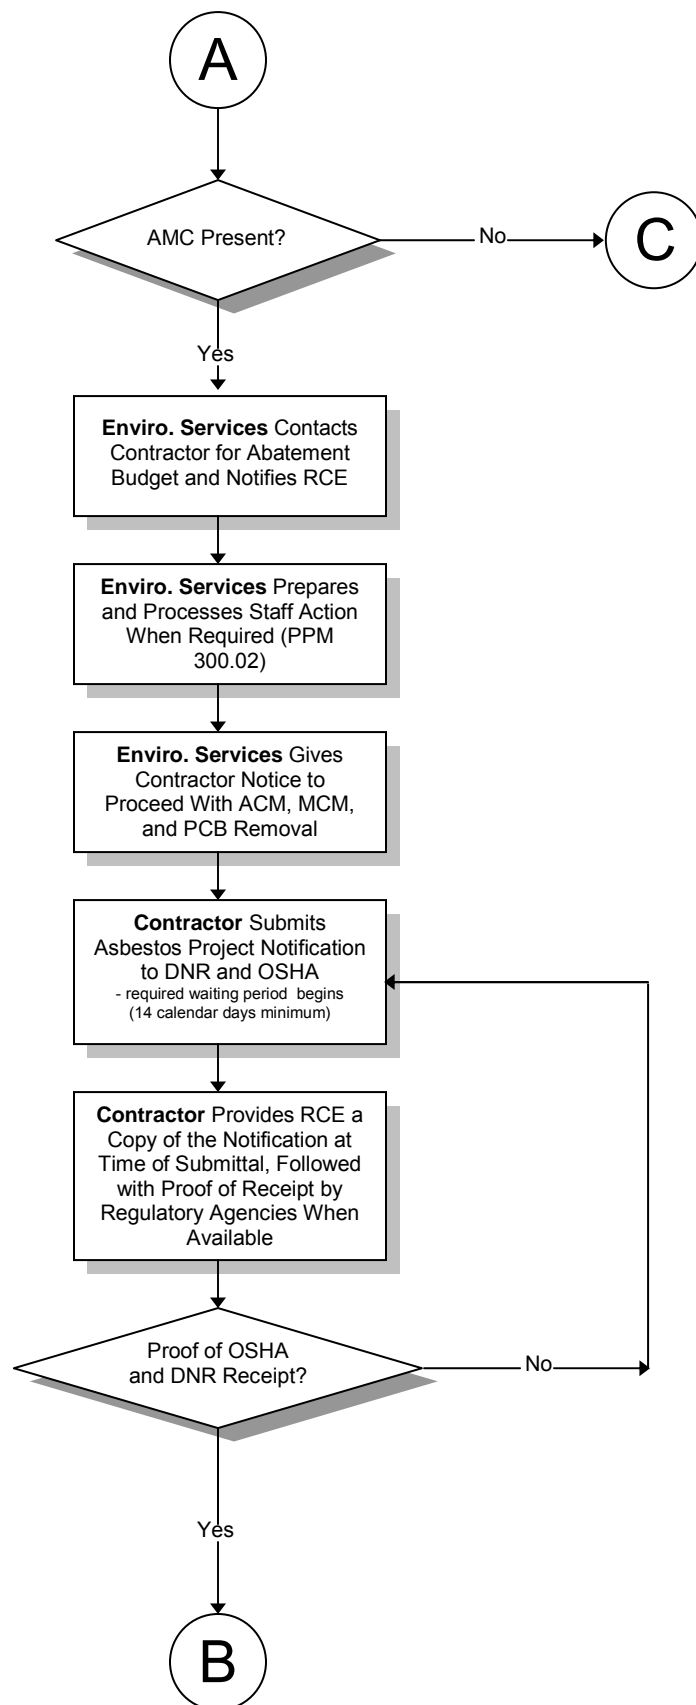 A
AMC Present?
No
C
Yes
Enviro. Services Contacts
Contractor for Abatement
Budget and Notifies RCE
Enviro. Services Prepares
and Processes Staff Action
When Required (PPM
300.02)
Enviro. Services Gives
Contractor Notice to
Proceed With ACM, MCM,
and PCB Removal
Contractor Submits
Asbestos Project Notification
to DNR and OSHA
- required waiting period begins
(14 calendar days minimum)
Contractor Provides RCE a
Copy of the Notification at
Time of Submittal, Followed
with Proof of Receipt by
Regulatory Agencies When
Available
Proof of OSHA
and DNR Receipt?
No
Yes
B